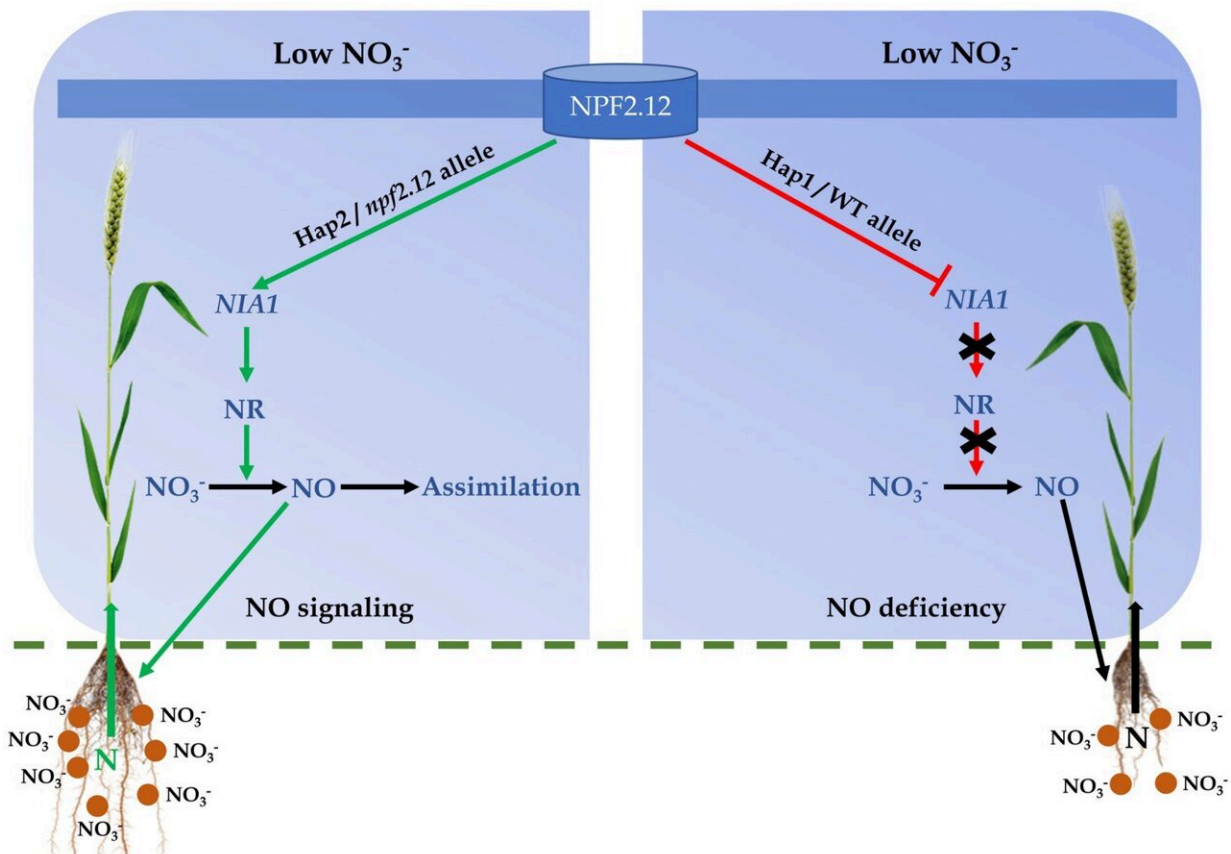 Low NO₃⁻
Low NO₃⁻
NPF2.12
Hap2 / npf2.12 allele
Hap1 / WT allele
NIA1
NIA1
NR
NR
NO₃⁻
NO
Assimilation
NO₃⁻
NO
NO signaling
NO deficiency
NO₃⁻
NO₃⁻
NO₃⁻
NO₃⁻
NO₃⁻
N
NO₃⁻
NO₃⁻
NO₃⁻
NO₃⁻
N
NO₃⁻
NO₃⁻
NO₃⁻